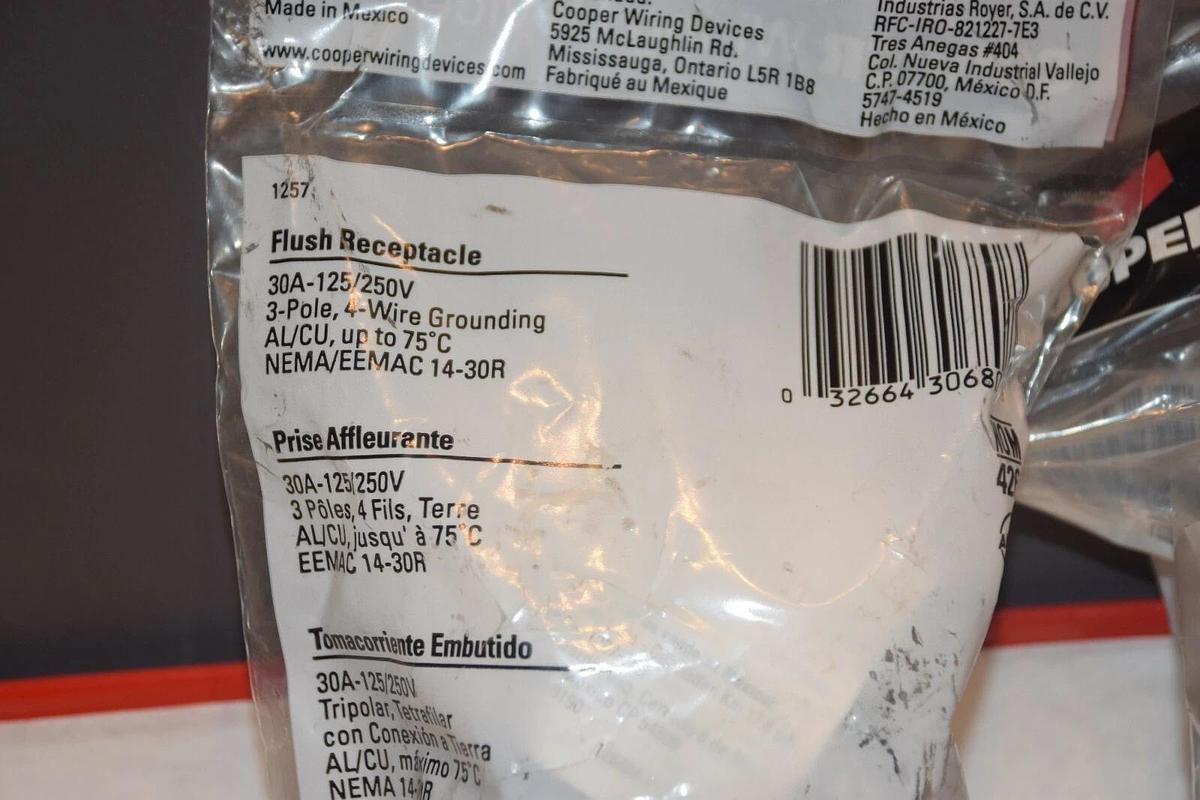 Made in Mexico
www.cooperwiringdevices.com
Cooper Wiring Devices
5925 McLaughlin Rd.
Mississauga, Ontario L5R 1B8
Fabriqué au Mexique
Industrias Royer, S.A. de C.V.
RFC-IRO-821227-7E3
Tres Anegas #404
Col. Nueva Industrial Vallejo
C.P. 07700, México D.F.
5747-4519
Hecho en México
1257
Flush Receptacle
30A-125/250V
3-Pole, 4-Wire Grounding
AL/CU, up to 75°C
NEMA/EEMAC 14-30R
0 32664 30680
Prise Affleurante
30A-125/250V
3 Pôles, 4 Fils, Terre
AL/CU, jusqu' à 75°C
EEMAC 14-30R
Tomacorriente Embutido
30A-125/250V
Tripolar, Tetrafilar
con Conexión a Tierra
AL/CU, máximo 75°C
NEMA